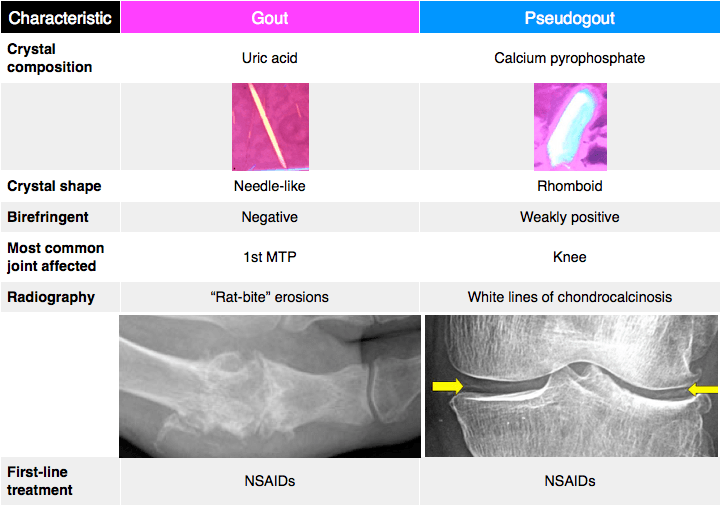 Characteristic Gout Pseudogout
Crystal
composition Uric acid Calcium pyrophosphate
Crystal shape Needle-like Rhomboid
Birefringent Negative Weakly positive
Most common
joint affected 1st MTP Knee
Radiography “Rat-bite” erosions White lines of chondrocalcinosis
First-line
treatment NSAIDs NSAIDs